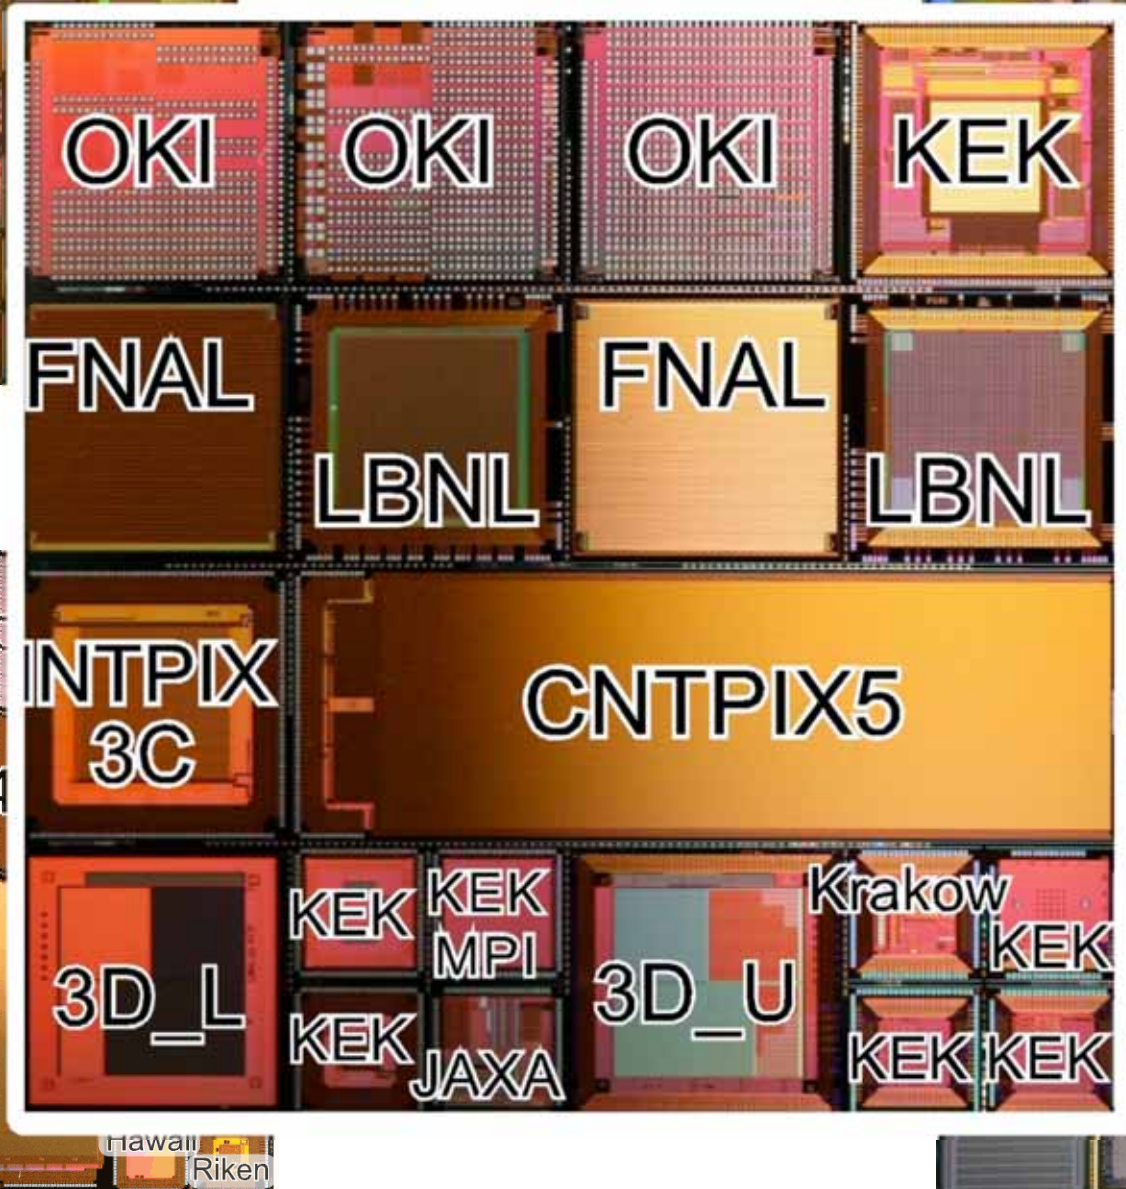 OKI OKI OKI KEK
FNAL FNAL
LBNL LBNL
INTPIX
3C
CNTPIX5
3D_L
KEK
KEK
MPI
KEK
JAXA
3D_U
Krakow
KEK
KEK KEK
Hawaii
Riken